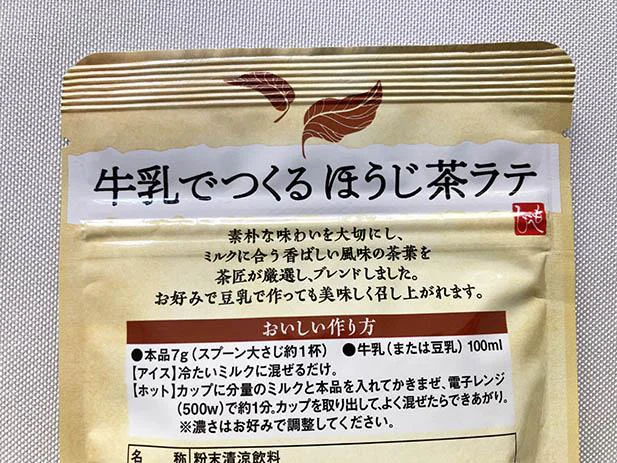 牛乳でつくる ほうじ茶ラテ
もへじ
素朴な味わいを大切にし、
ミルクに合う香ばしい風味の茶葉を
茶匠が厳選し、ブレンドしました。
お好みで豆乳で作っても美味しく召し上がれます。
おいしい作り方
●本品7g(スプーン大さじ約1杯) ●牛乳(または豆乳)100ml
【アイス】冷たいミルクに混ぜるだけ。
【ホット】カップに分量のミルクと本品を入れてかきまぜ、電子レンジ
(500w)で約1分。カップを取り出して、よく混ぜたらできあがり。
※濃さはお好みで調整してください。
名 称 粉末清涼飲料